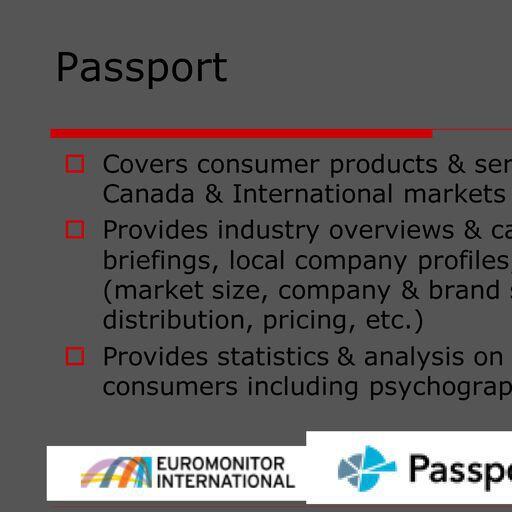 Passport
Covers consumer products & ser
Canada & International markets
Provides industry overviews & ca
briefings, local company profiles,
(market size, company & brand s
distribution, pricing, etc.)
Provides statistics & analysis on
consumers including psychograp
EUROMONITOR
INTERNATIONAL
Passpo